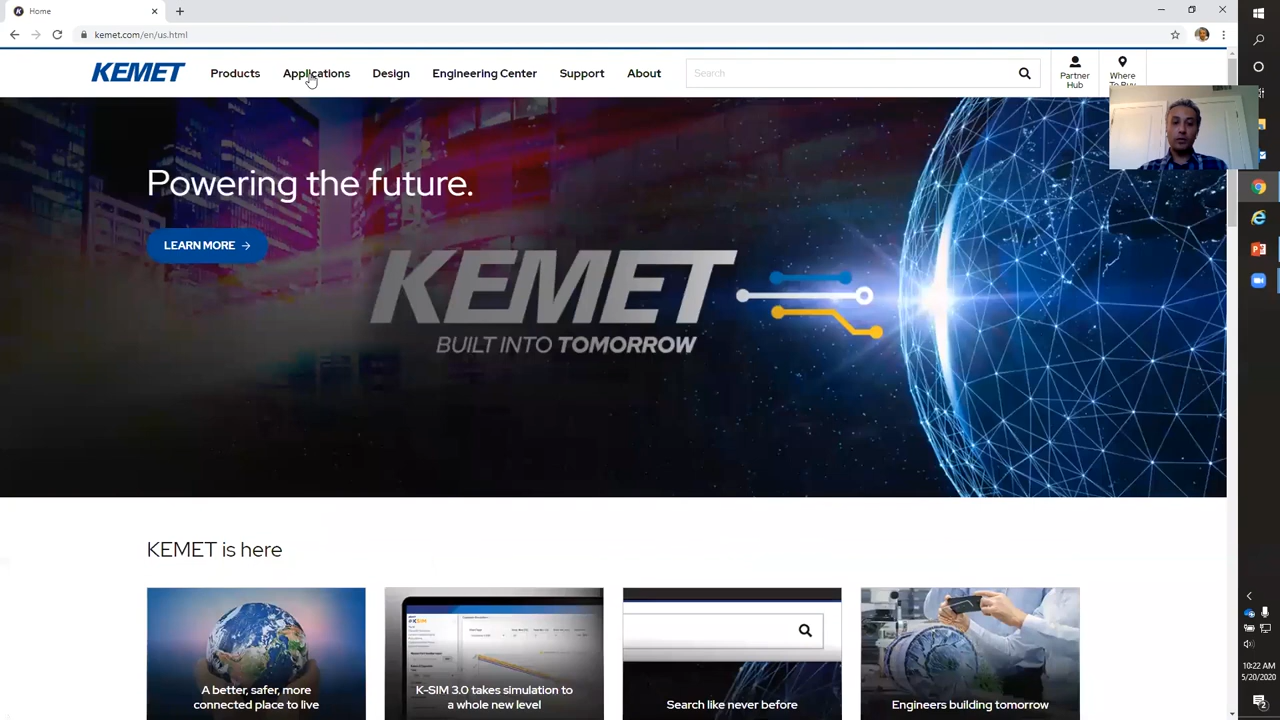 Home
kemet.com/en/us.html
KEMET
Products
Applications
Design
Engineering Center
Support
About
Search
Partner
Hub
Where
To Buy
Powering the future.
LEARN MORE
KEMET
BUILT INTO TOMORROW
KEMET is here
A better, safer, more
connected place to live
K-SIM 3.0 takes simulation to
a whole new level
Search like never before
Engineers building tomorrow
10:22 AM
5/20/2020